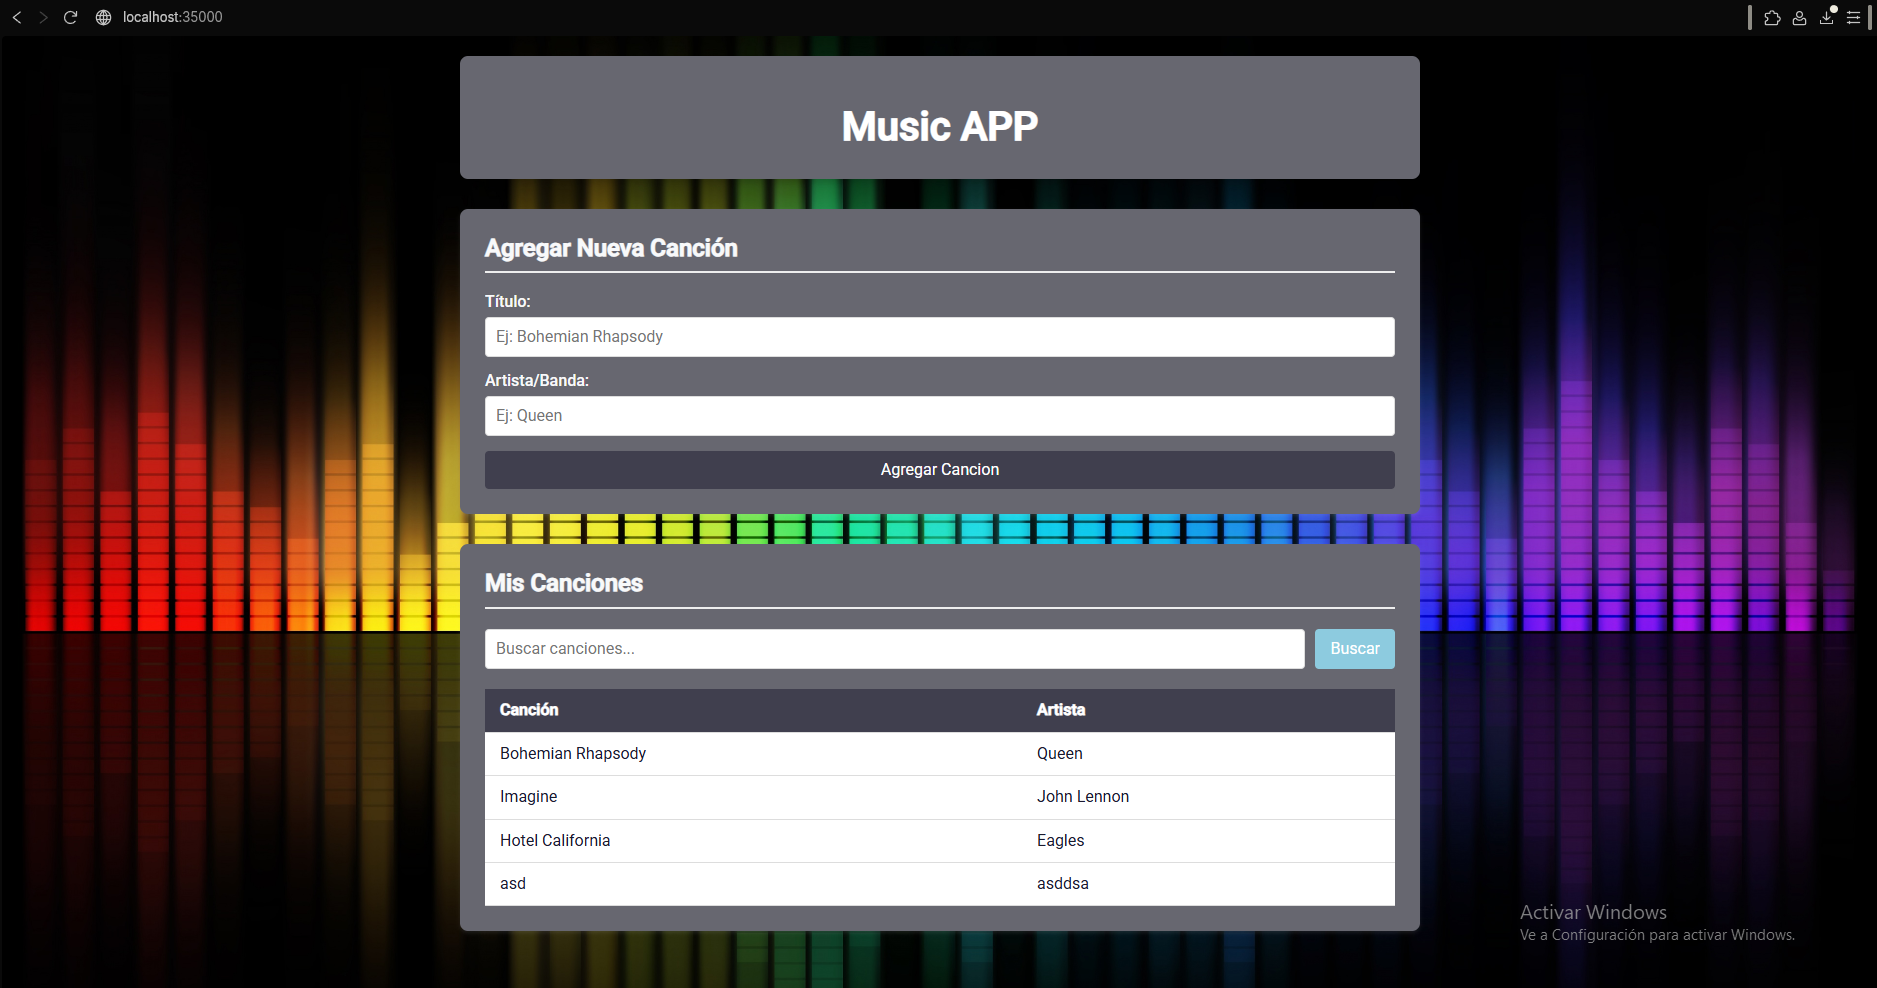 localhost:35000
Music APP
Agregar Nueva Canción
Título:
Ej: Bohemian Rhapsody
Artista/Banda:
Ej: Queen
Agregar Cancion
Mis Canciones
Buscar canciones... Buscar
Canción Artista
Bohemian Rhapsody Queen
Imagine John Lennon
Hotel California Eagles
asd asddsa
Activar Windows
Ve a Configuración para activar Windows.